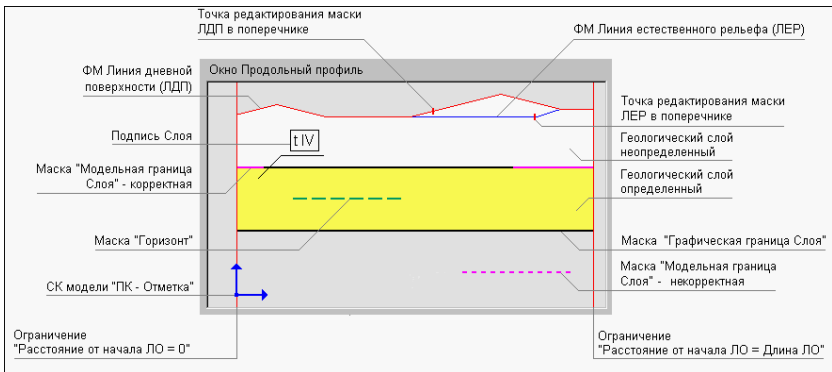 Точка редактирования маски
ЛДП в поперечнике
ФМ Линия естественного рельефа (ЛЕР)
ФМ Линия дневной
поверхности (ЛДП)
Окно Продольный профиль
Точка редактирования маски
ЛЕР в поперечнике
Подпись Слоя
t IV
Геологический слой
неопределенный
Маска "Модельная граница
Слоя" - корректная
Геологический слой
определенный
Маска "Горизонт"
Маска "Графическая граница Слоя"
СК модели "ПК - Отметка"
Маска "Модельная граница
Слоя" - некорректная
Ограничение
"Расстояние от начала ЛО = 0"
Ограничение
"Расстояние от начала ЛО = Длина ЛО"